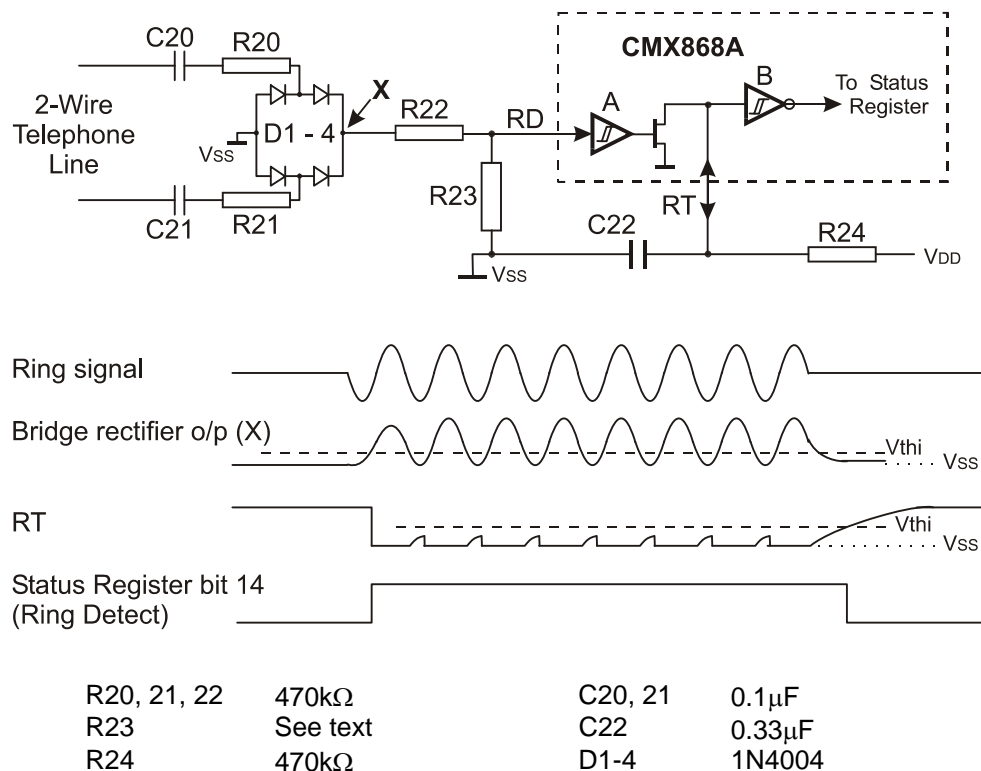 C20
R20
CMX868A
X
A
B
To Status
Register
2-Wire
Telephone
Line
D1 - 4
R22
RD
VSS
R23
RT
C21
R21
C22
R24
VSS
VDD
Ring signal
Bridge rectifier o/p (X)
Vthi
VSS
RT
Vthi
VSS
Status Register bit 14
(Ring Detect)
R20, 21, 22 470kΩ C20, 21 0.1μF
R23 See text C22 0.33μF
R24 470kΩ D1-4 1N4004